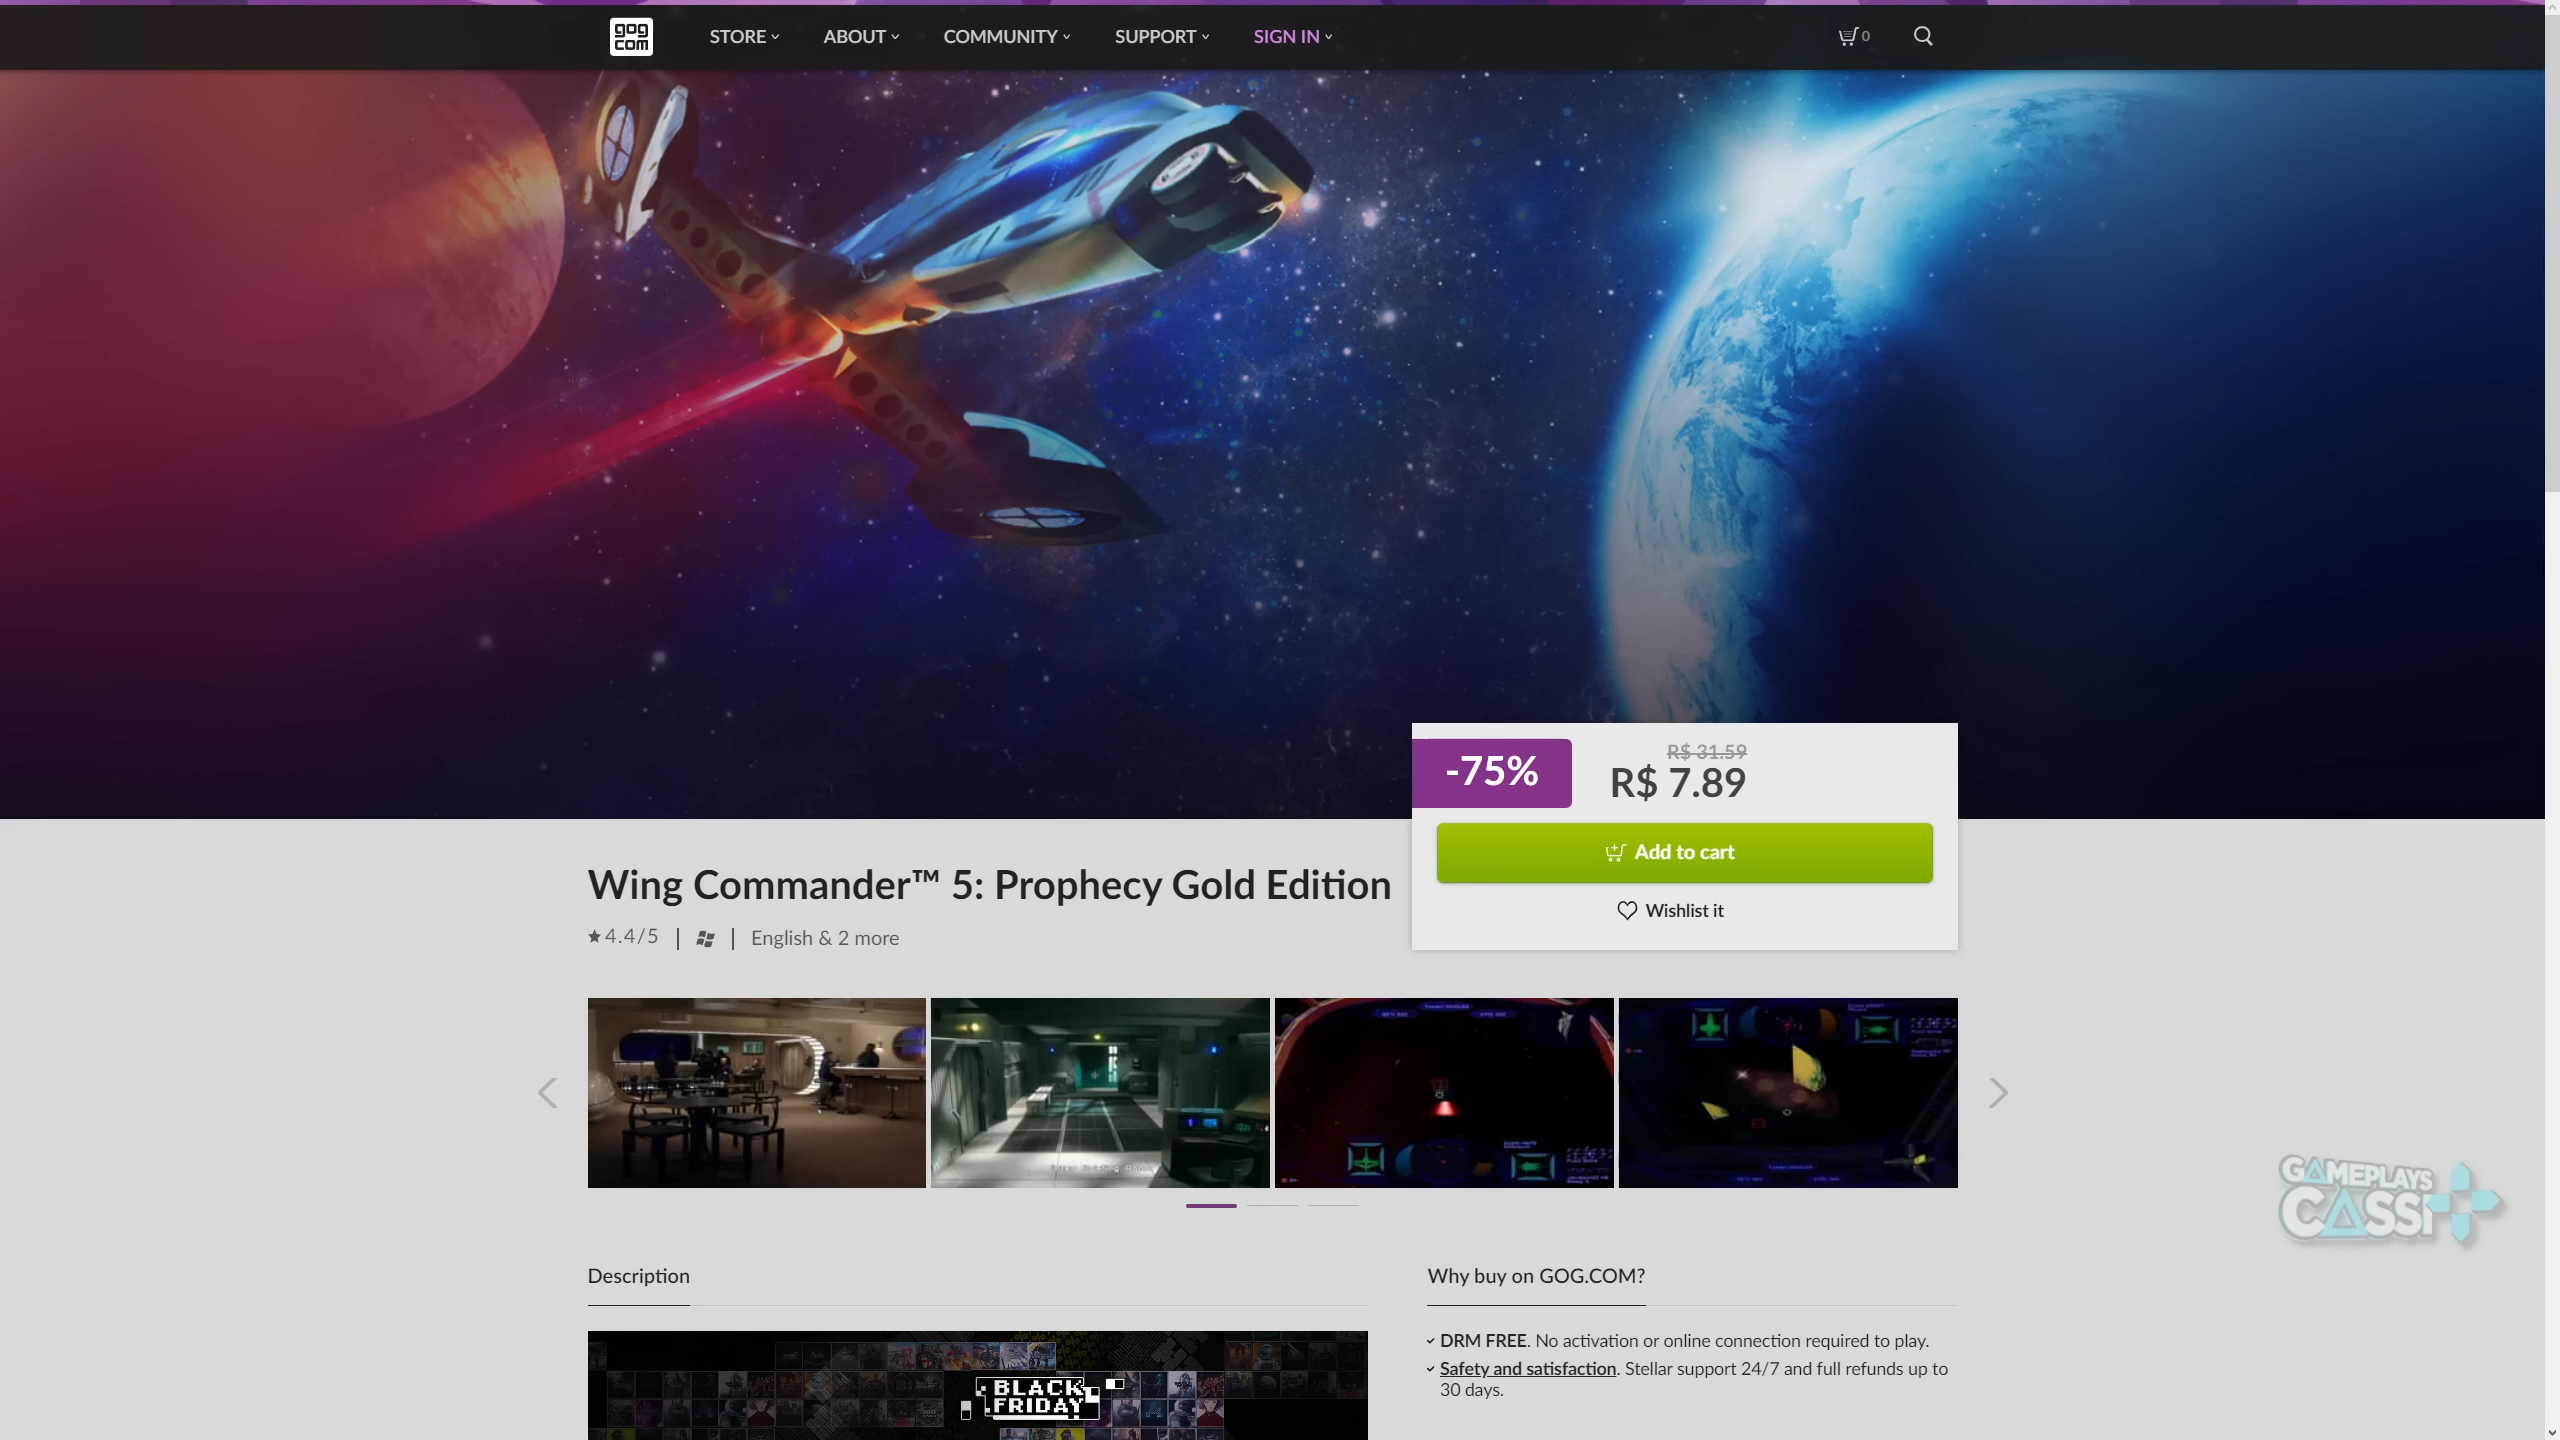 gog
com
STORE
ABOUT
COMMUNITY
SUPPORT
SIGN IN
0
-75%
R$ 31.59
R$ 7.89
Add to cart
Wishlist it
Wing Commander™ 5: Prophecy Gold Edition
4.4/5
English & 2 more
GAMEPLAYS
CASSI
Description
Why buy on GOG.COM?
DRM FREE. No activation or online connection required to play.
Safety and satisfaction. Stellar support 24/7 and full refunds up to
30 days.
BLACK
FRIDAY